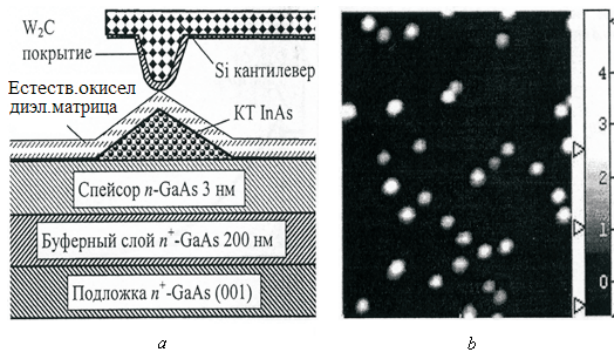 W₂C
покрытие
Si кантилевер
Естеств.окисел
диэл.матрица
КТ InAs
Спейсор n-GaAs 3 нм
Буферный слой n⁺-GaAs 200 нм
Подложка n⁺-GaAs (001)
a
4
3
2
1
0
b